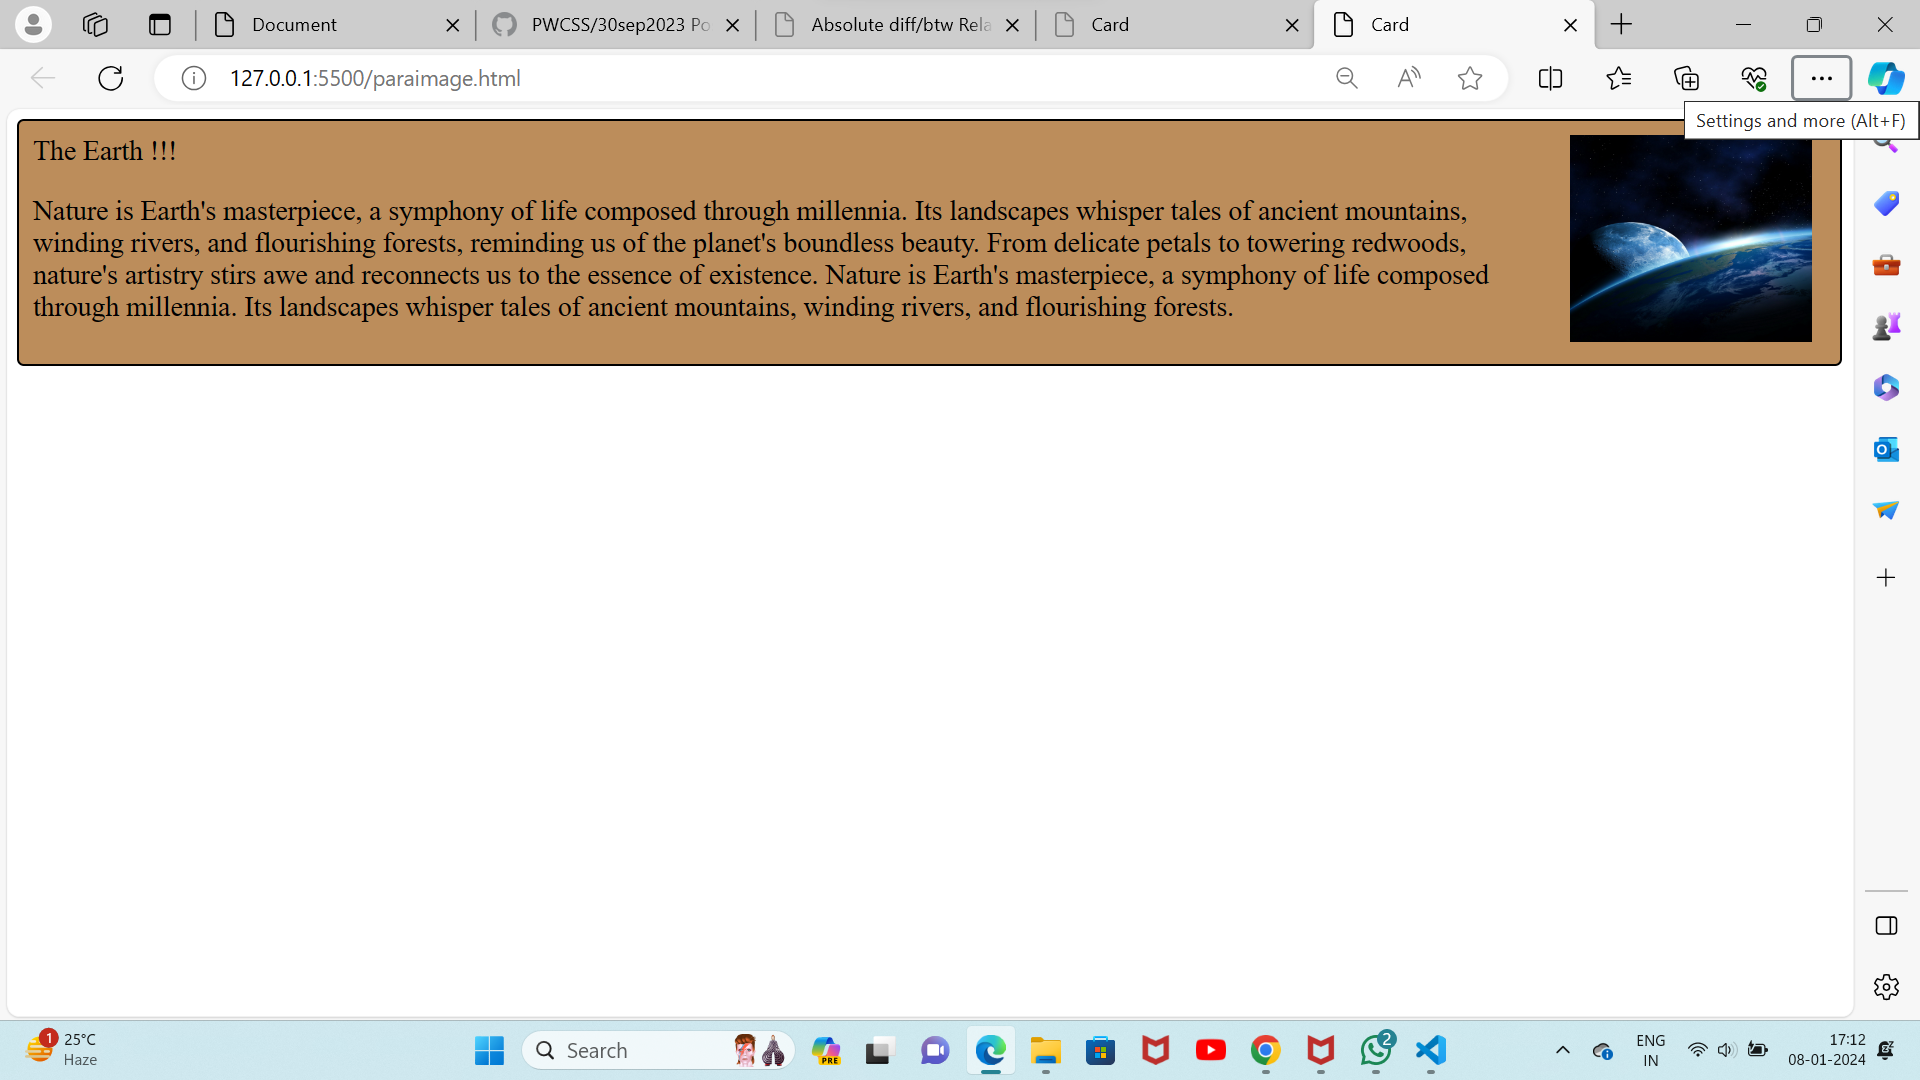 Document
PWCSS/30sep2023 Po
Absolute diff/btw Rela
Card
Card
127.0.0.1:5500/paraimage.html
Settings and more (Alt+F)
The Earth !!!
Nature is Earth's masterpiece, a symphony of life composed through millennia. Its landscapes whisper tales of ancient mountains,
winding rivers, and flourishing forests, reminding us of the planet's boundless beauty. From delicate petals to towering redwoods,
nature's artistry stirs awe and reconnects us to the essence of existence. Nature is Earth's masterpiece, a symphony of life composed
through millennia. Its landscapes whisper tales of ancient mountains, winding rivers, and flourishing forests.
1
25°C
Haze
Search
PRE
2
ENG
IN
17:12
08-01-2024